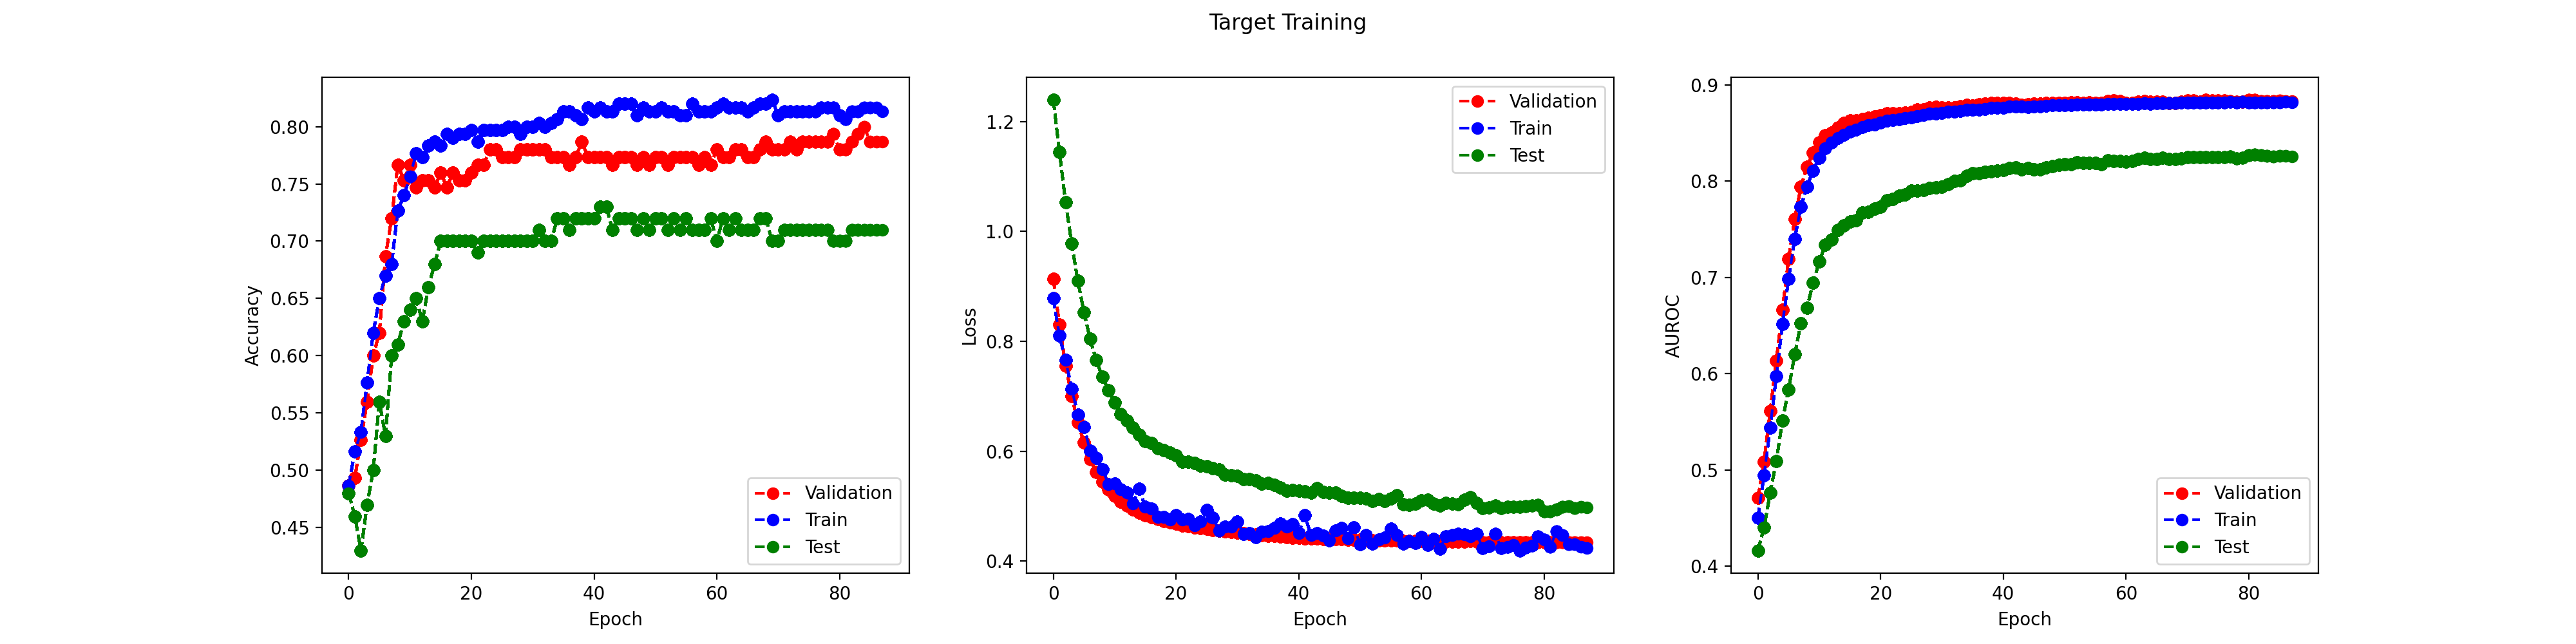 Target Training
Accuracy
0.80
0.75
0.70
0.65
0.60
0.55
0.50
0.45
0 20 40 60 80
Epoch
Validation
Train
Test
Loss
1.2
1.0
0.8
0.6
0.4
0 20 40 60 80
Epoch
Validation
Train
Test
AUROC
0.9
0.8
0.7
0.6
0.5
0.4
0 20 40 60 80
Epoch
Validation
Train
Test